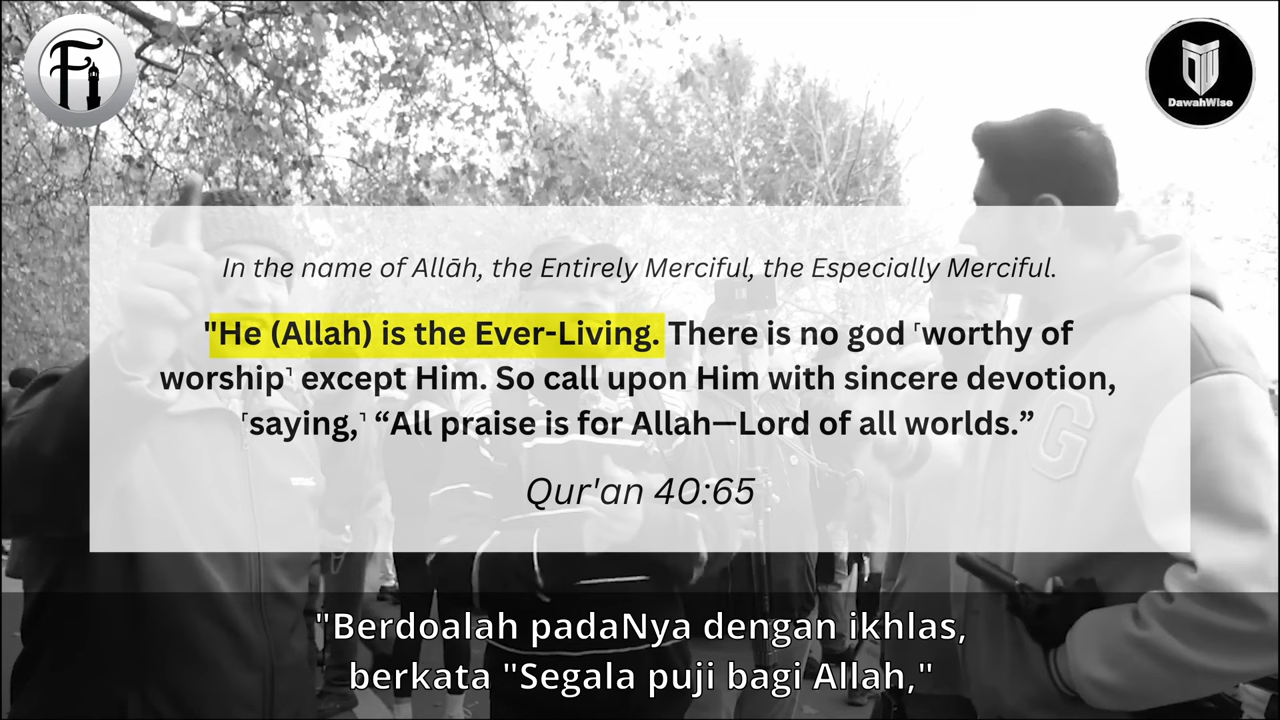 Fi
DawahWise
In the name of Allāh, the Entirely Merciful, the Especially Merciful.
"He (Allah) is the Ever-Living. There is no god ˹worthy of
worship˺ except Him. So call upon Him with sincere devotion,
˹saying,˺ “All praise is for Allah—Lord of all worlds.”
Qur'an 40:65
G
"Berdoalah padaNya dengan ikhlas,
berkata "Segala puji bagi Allah,"